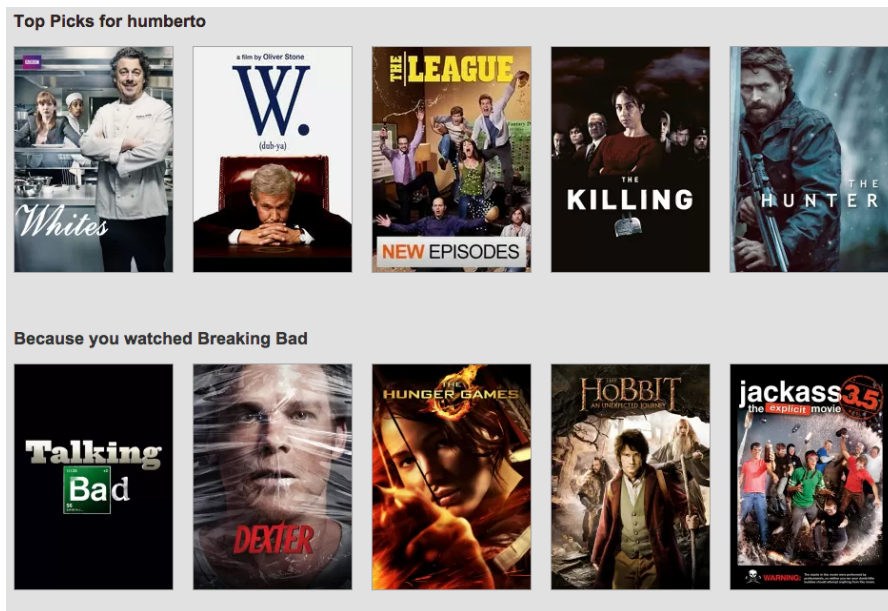 Top Picks for humberto
BBC
Whites
a film by Oliver Stone
W.
(dub-ya)
THE
LEAGUE
NEW EPISODES
THE
KILLING
THE
HUNTER
Because you watched Breaking Bad
Talking
Bad
DEXTER
THE
HUNGER GAMES
THE
HOBBIT
AN UNEXPECTED JOURNEY
jackass 3.5
the explicit movie
WARNING: